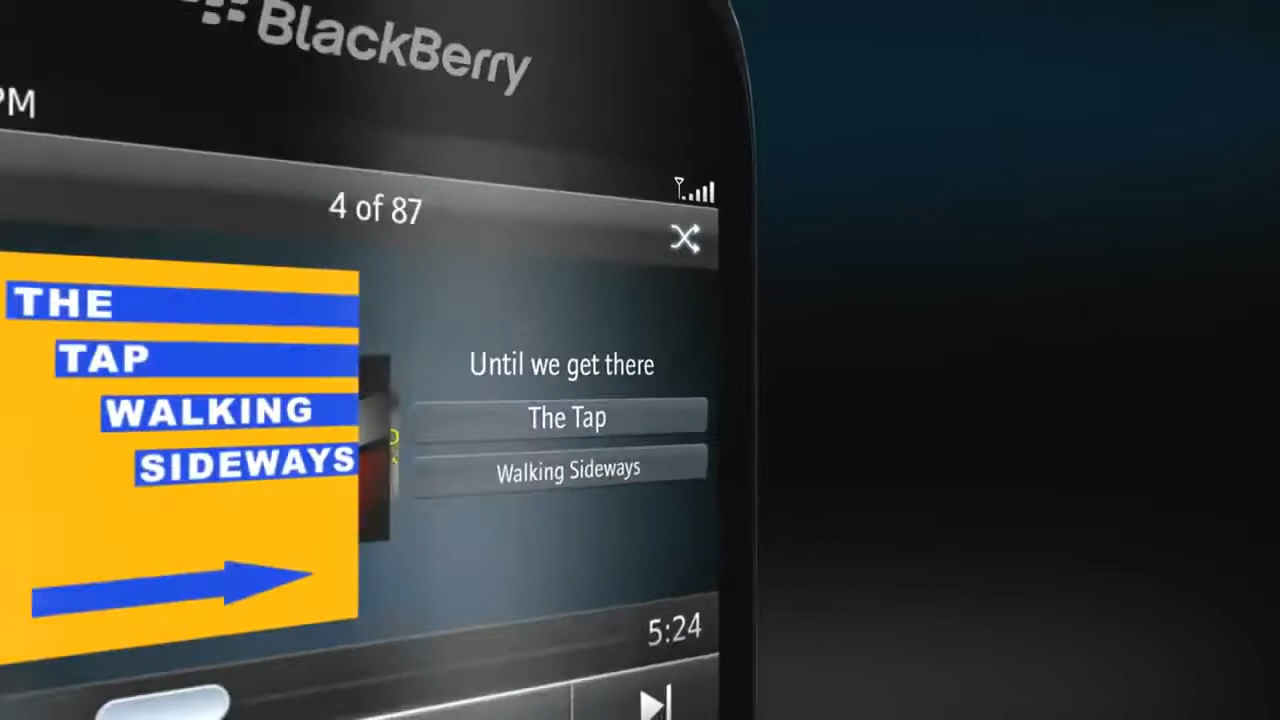 BlackBerry
PM
4 of 87
THE
TAP
WALKING
SIDEWAYS
Until we get there
The Tap
Walking Sideways
5:24